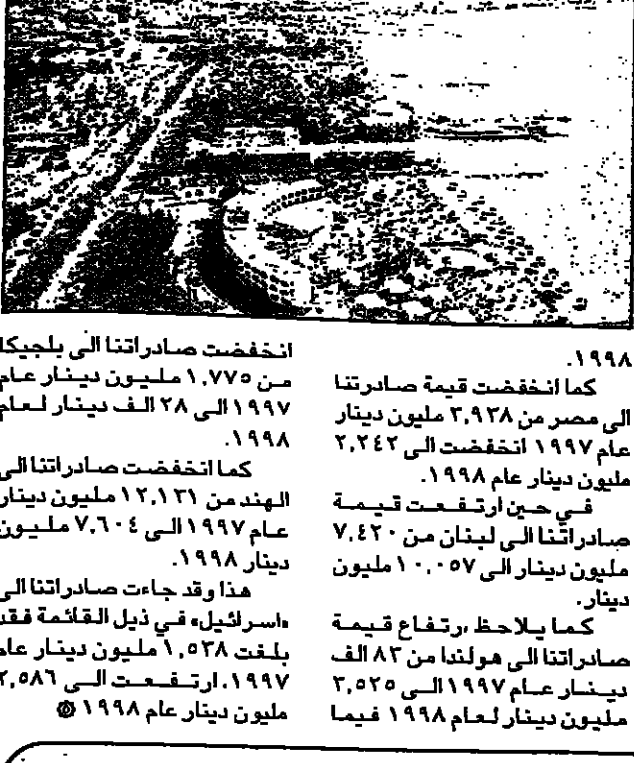 ١٩٩٨.
كما انخفضت قيمة صادرتنا
الى مصر من ٣,٩٢٨ مليون دينار
عام ١٩٩٧ انخفضت الى ٢,٢٤٢
مليون دينار عام ١٩٩٨.
في حين ارتفعت قيمة
صادراتنا الى لبنان من ٧,٤٢٠
مليون دينار الى ١٠,٠٥٧ مليون
دينار.
كما يلاحظ ارتفاع قيمة
صادراتنا الى هولندا من ٨٣ الف
دينار عام ١٩٩٧ الى ٣,٥٢٥
مليون دينار لعام ١٩٩٨ فيما
انخفضت صادراتنا الى بلجيكا
من ١,٧٧٥ مليون دينار عام
١٩٩٧ الى ٢٨ الف دينار لعام
١٩٩٨.
كما انخفضت صادراتنا الى
الهند من ١٢,١٣١ مليون دينار
عام ١٩٩٧ الى ٧,٦٠٤ مليون
دينار ١٩٩٨.
هذا وقد جاءت صادراتنا الى
«اسرائيل» في ذيل القائمة فقد
بلغت ١,٥٣٨ مليون دينار عام
١٩٩٧، ارتفعت الى ٢,٥٨٦
مليون دينار عام ١٩٩٨